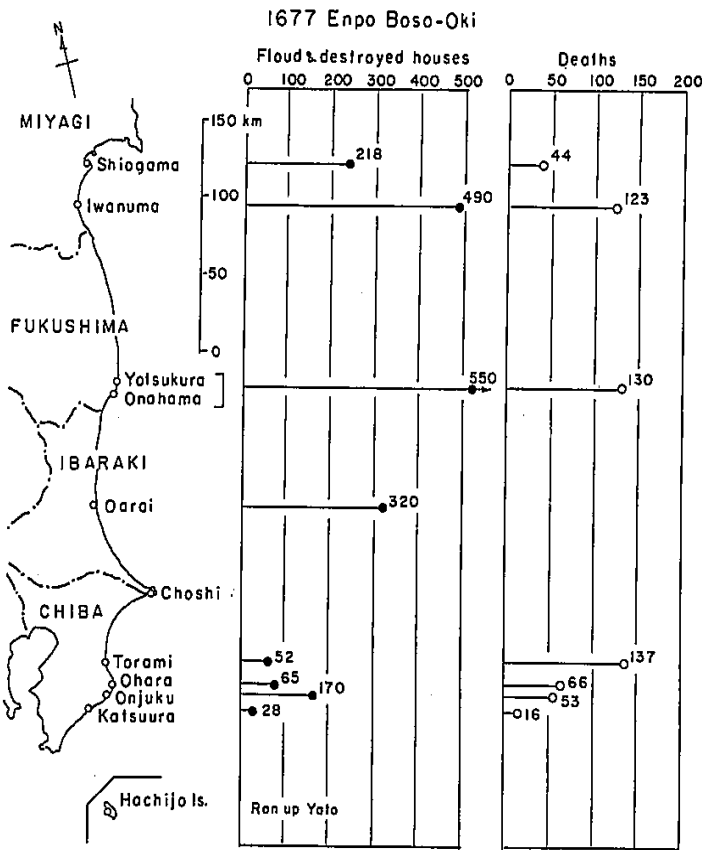 1677 Enpo Boso-Oki
N
Floud & destroyed houses
0 100 200 300 400 500
Deaths
0 50 100 150 200
150 km
100
50
0
MIYAGI
Shiogama
218
44
Iwanuma
490
123
FUKUSHIMA
Yotsukura
Onahama
550
130
IBARAKI
Oarai
320
Choshi
CHIBA
Torami
52
137
Ohara
65
66
Onjuku
170
53
Katsuura
28
16
Hachijo Is.
Ran up Yato